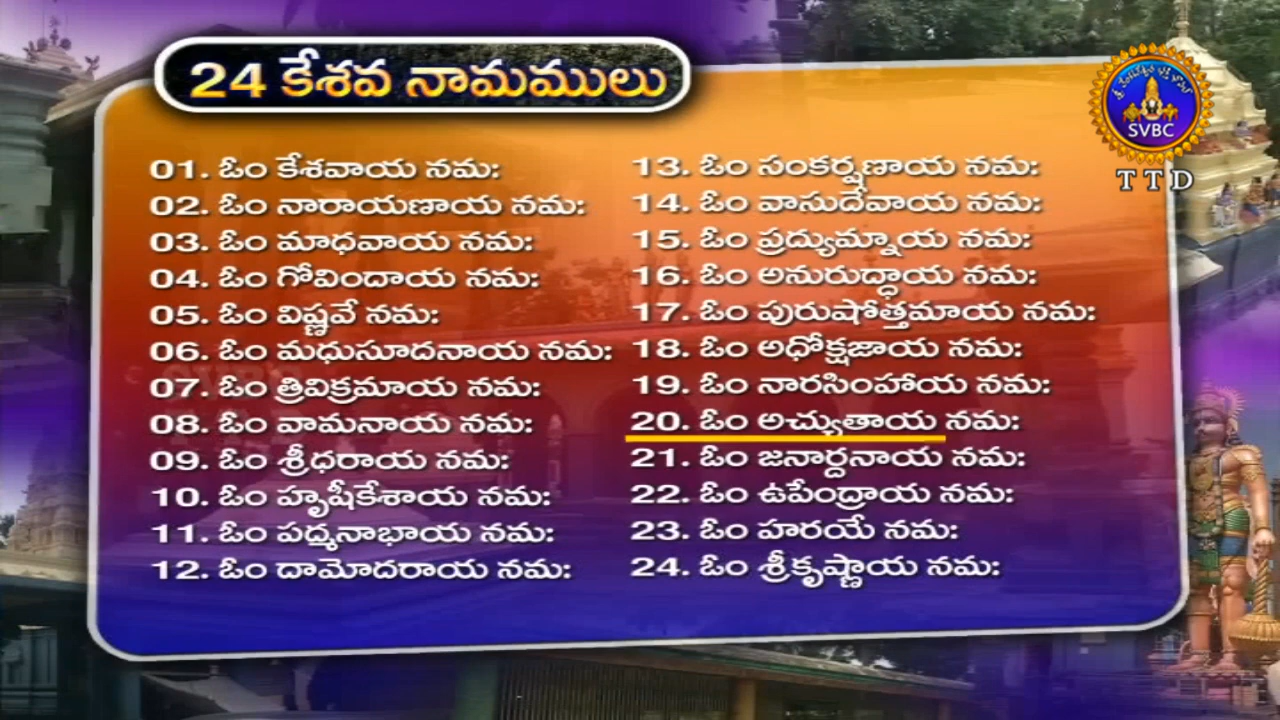 24 కేశవ నామములు
01. ఓం కేశవాయ నమ:
02. ఓం నారాయణాయ నమ:
03. ఓం మాధవాయ నమ:
04. ఓం గోవిందాయ నమ:
05. ఓం విష్ణవే నమ:
06. ఓం మధుసూదనాయ నమ:
07. ఓం త్రివిక్రమాయ నమ:
08. ఓం వామనాయ నమ:
09. ఓం శ్రీధరాయ నమ:
10. ఓం హృషీకేశాయ నమ:
11. ఓం పద్మనాభాయ నమ:
12. ఓం దామోదరాయ నమ:
13. ఓం సంకర్షణాయ నమ:
14. ఓం వాసుదేవాయ నమ:
15. ఓం ప్రద్యుమ్నాయ నమ:
16. ఓం అనురుద్ధాయ నమ:
17. ఓం పురుషోత్తమాయ నమ:
18. ఓం అధోక్షజాయ నమ:
19. ఓం నారసింహాయ నమ:
20. ఓం అచ్యుతాయ నమ:
21. ఓం జనార్దనాయ నమ:
22. ఓం ఉపేంద్రాయ నమ:
23. ఓం హరయే నమ:
24. ఓం శ్రీకృష్ణాయ నమ:
SVBC
TTD